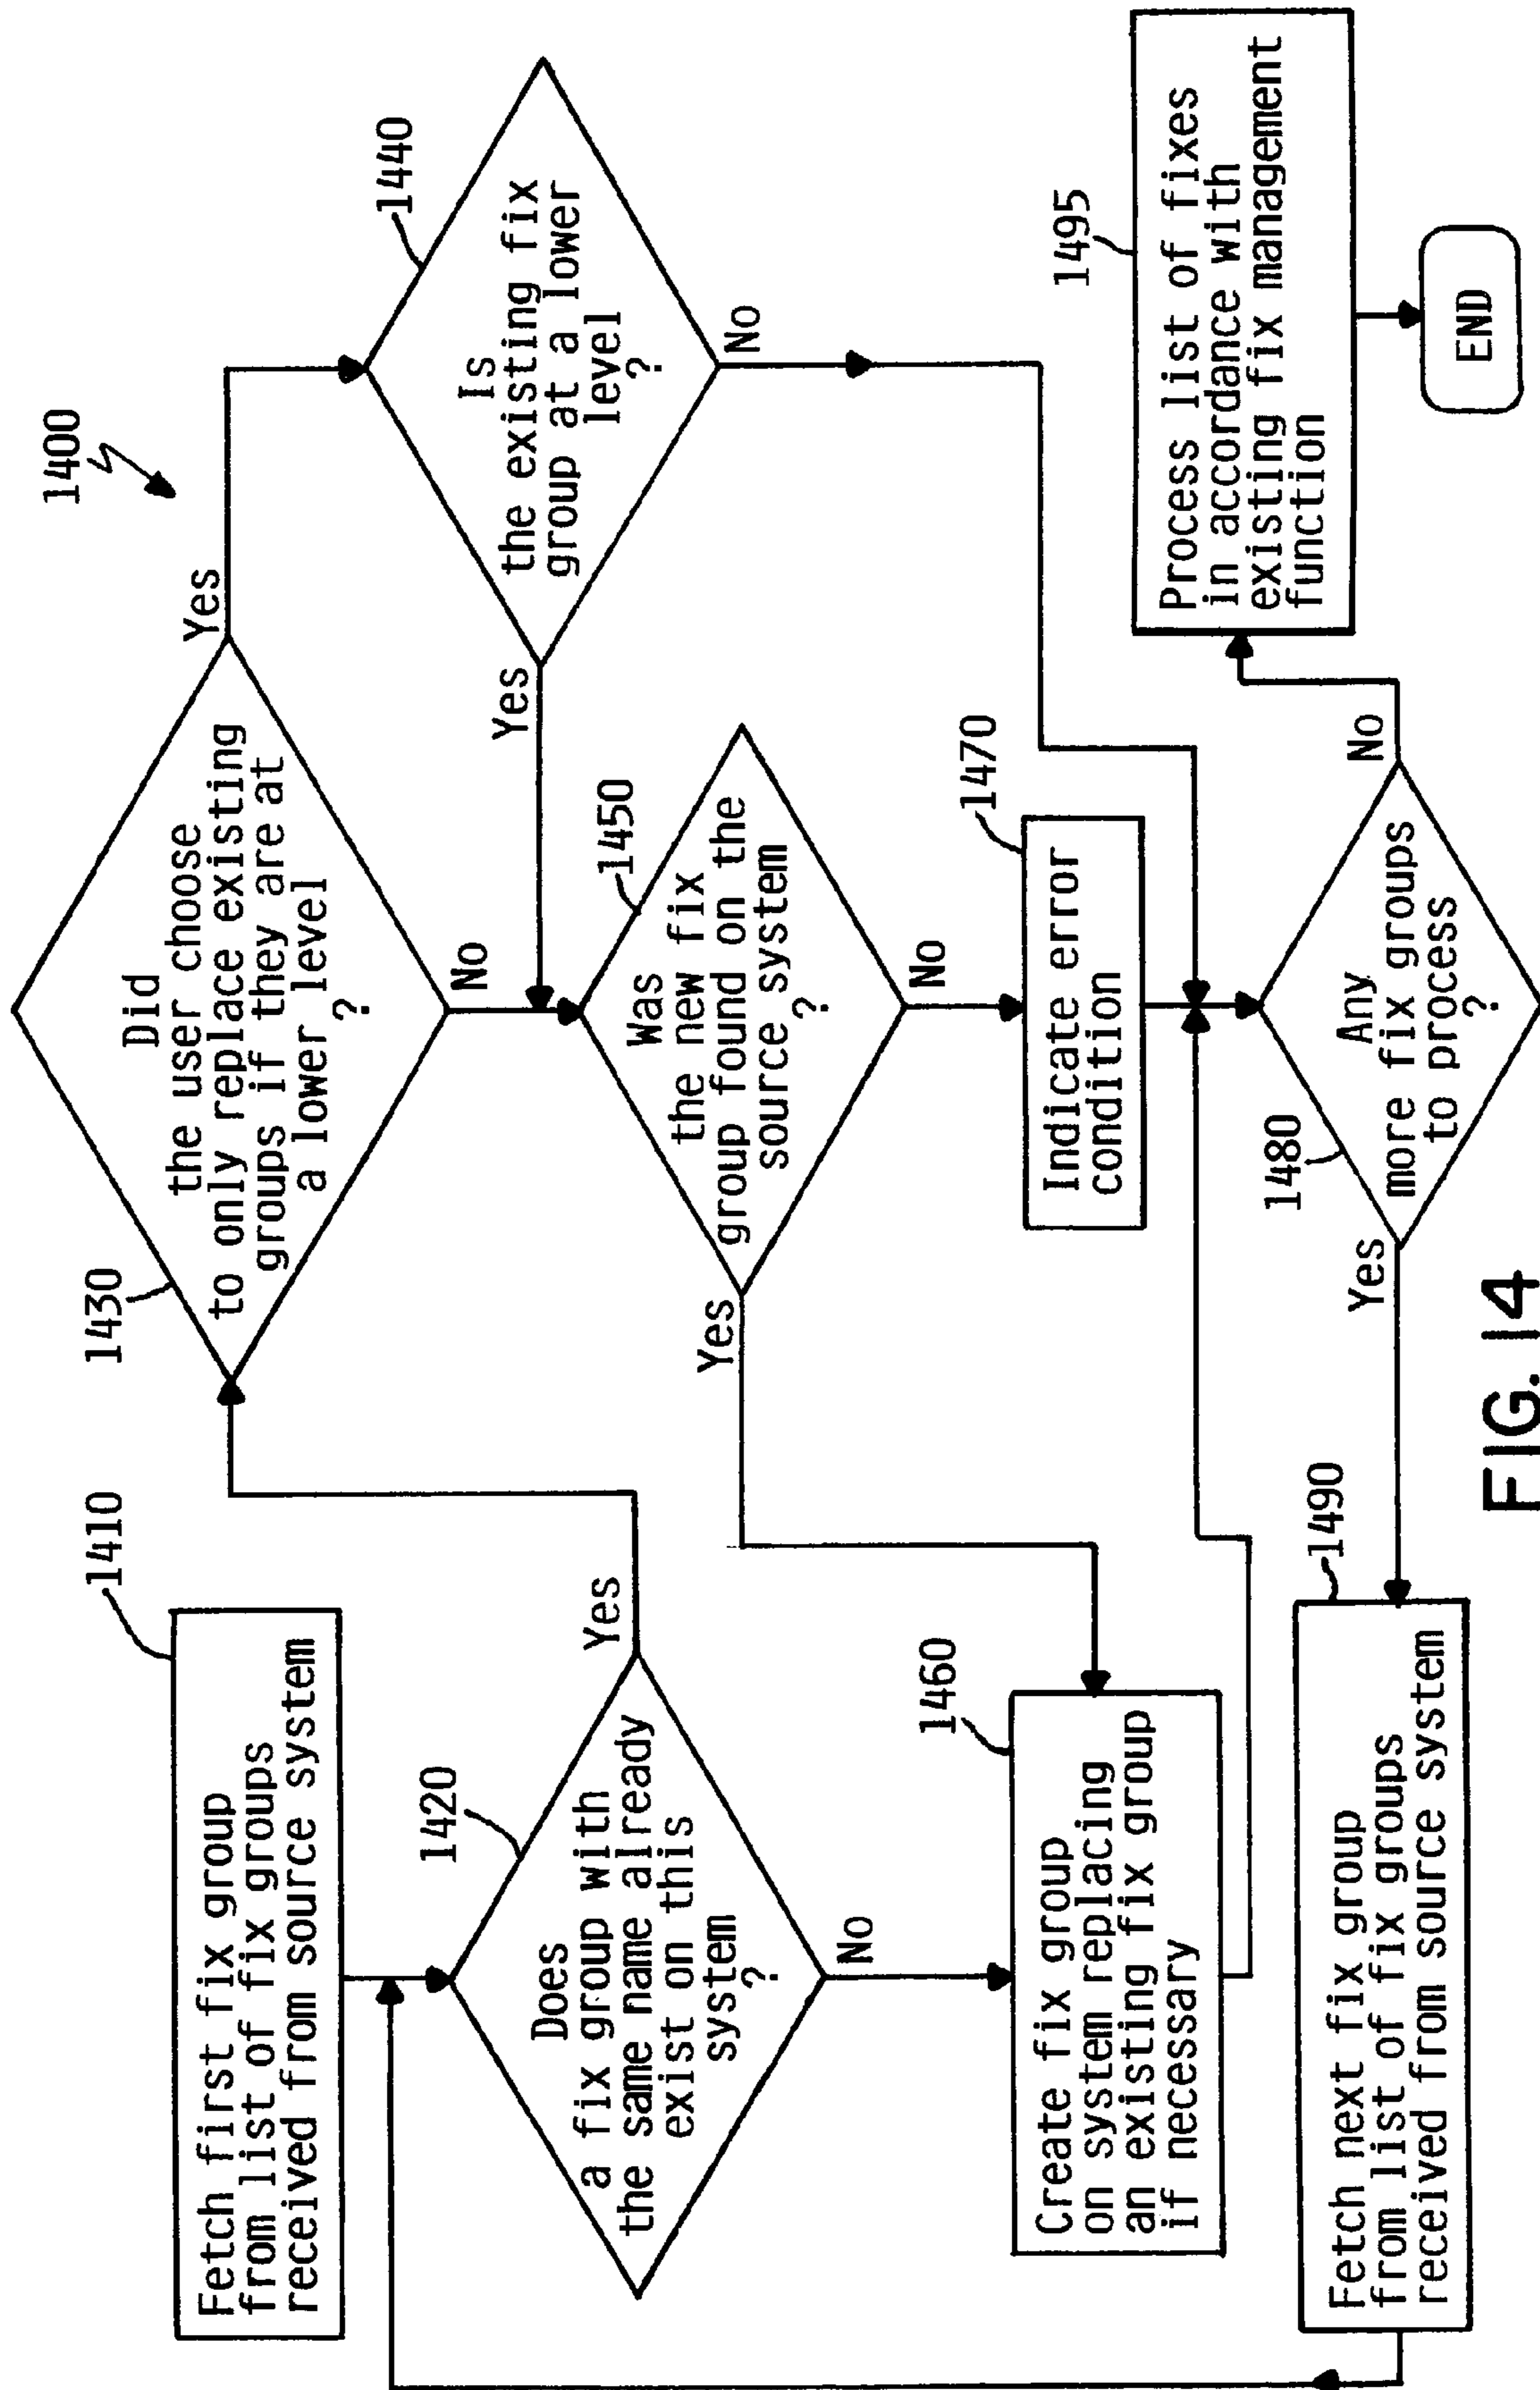 1400
1410
Fetch first fix group
from list of fix groups
received from source system
1420
Does
a fix group with
the same name already
exist on this
system
?
Yes
No
1430
Did
the user choose
to only replace existing
groups if they are at
a lower level
?
Yes
No
1440
Is
the existing fix
group at a lower
level
?
Yes
No
1450
Was
the new fix
group found on the
source system
?
Yes
No
1460
Create fix group
on system replacing
an existing fix group
if necessary
1470
Indicate error
condition
1480
Any
more fix groups
to process
?
Yes
No
1490
Fetch next fix group
from list of fix groups
received from source system
1495
Process list of fixes
in accordance with
existing fix management
function
END
FIG. 14